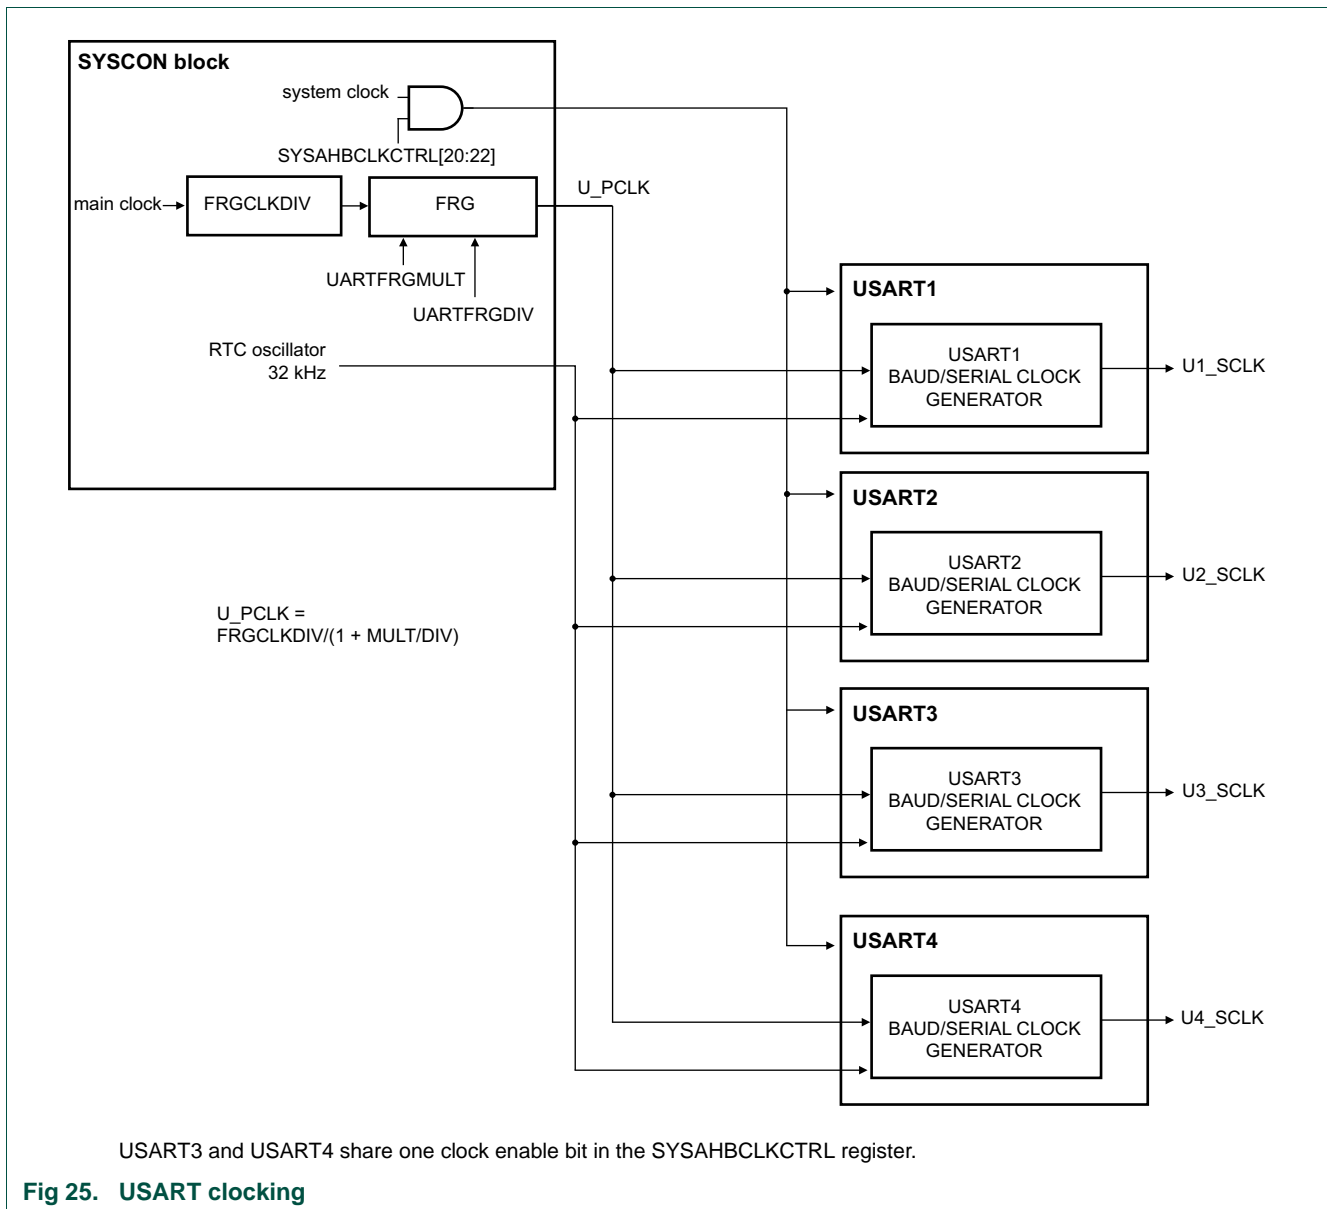 SYSCON block
system clock
SYSAHBCLKCTRL[20:22]
main clock
FRGCLKDIV
FRG
U_PCLK
UARTFRGMULT
UARTFRGDIV
RTC oscillator
32 kHz
U_PCLK =
FRGCLKDIV/(1 + MULT/DIV)
USART1
USART1
BAUD/SERIAL CLOCK
GENERATOR
U1_SCLK
USART2
USART2
BAUD/SERIAL CLOCK
GENERATOR
U2_SCLK
USART3
USART3
BAUD/SERIAL CLOCK
GENERATOR
U3_SCLK
USART4
USART4
BAUD/SERIAL CLOCK
GENERATOR
U4_SCLK
USART3 and USART4 share one clock enable bit in the SYSAHBCLKCTRL register.
Fig 25. USART clocking